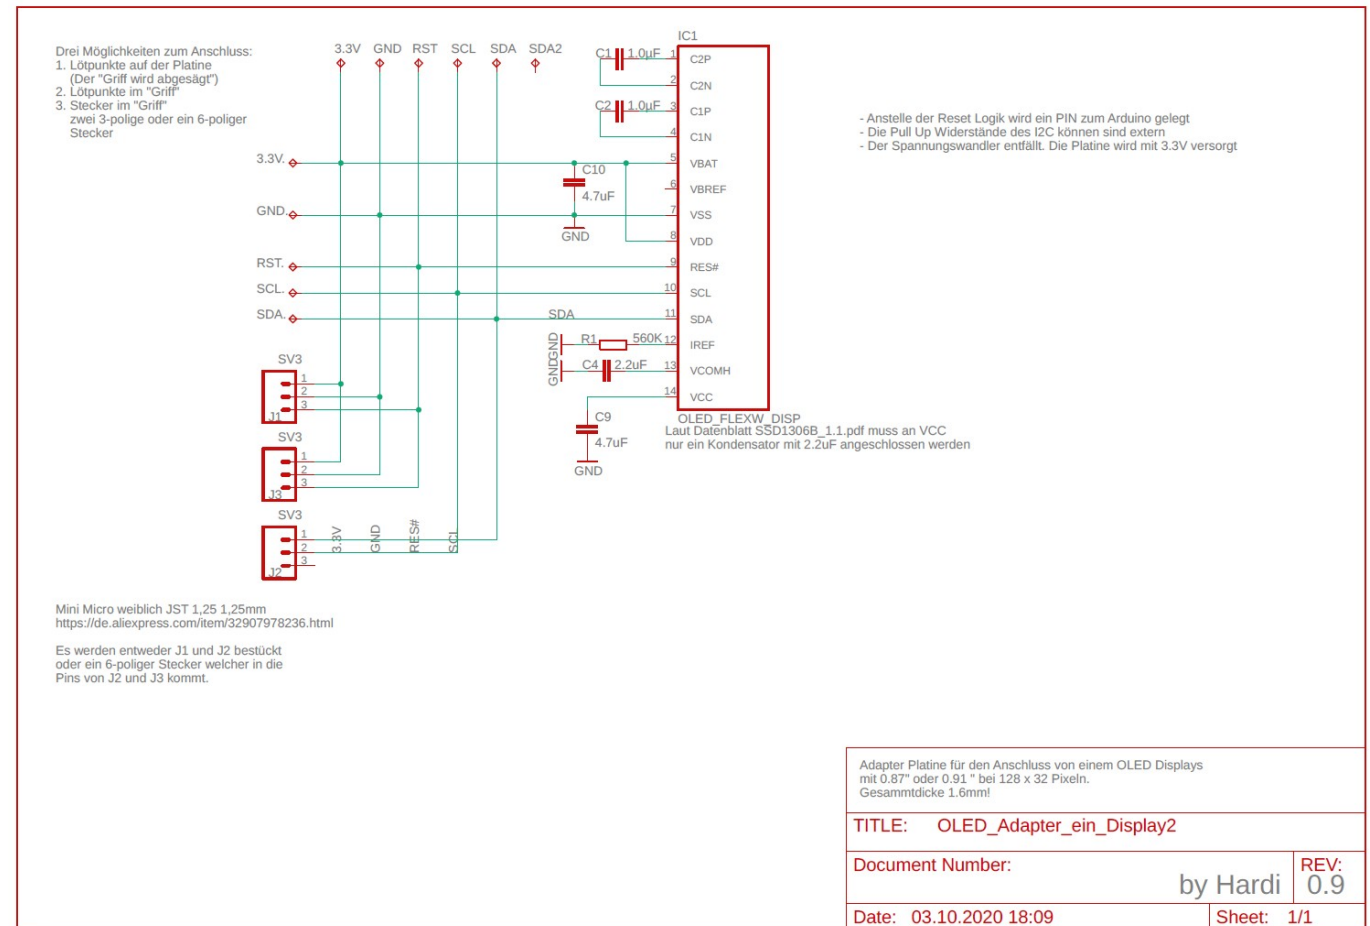 Drei Möglichkeiten zum Anschluss:
1. Lötpunkte auf der Platine
(Der "Griff wird abgesägt")
2. Lötpunkte im "Griff"
3. Stecker im "Griff"
zwei 3-polige oder ein 6-poliger
Stecker
3.3V GND RST SCL SDA SDA2
IC1
C1 1.0µF 1 C2P
2 C2N
C2 1.0µF 3 C1P
4 C1N
- Anstelle der Reset Logik wird ein PIN zum Arduino gelegt
- Die Pull Up Widerstände des I2C können sind extern
- Der Spannungswandler entfällt. Die Platine wird mit 3.3V versorgt
3.3V. 5 VBAT
C10
4.7uF
6 VBREF
GND. 7 VSS
GND
8 VDD
RST. 9 RES#
SCL. 10 SCL
SDA. SDA 11 SDA
GND R1 560K 12 IREF
GND C4 2.2uF 13 VCOMH
14 VCC
C9
4.7uF
GND
OLED_FLEXW_DISP
Laut Datenblatt SSD1306B_1.1.pdf muss an VCC
nur ein Kondensator mit 2.2uF angeschlossen werden
SV3
1
2
3
J1
SV3
1
2
3
J3
SV3
1
2
3
J2
3.3V
GND
RES#
SCL
Mini Micro weiblich JST 1,25 1,25mm
https://de.aliexpress.com/item/32907978236.html
Es werden entweder J1 und J2 bestückt
oder ein 6-poliger Stecker welcher in die
Pins von J2 und J3 kommt.
Adapter Platine für den Anschluss von einem OLED Displays
mit 0.87" oder 0.91 " bei 128 x 32 Pixeln.
Gesammtdicke 1.6mm!
TITLE: OLED_Adapter_ein_Display2
Document Number:
by Hardi
REV:
0.9
Date: 03.10.2020 18:09
Sheet: 1/1